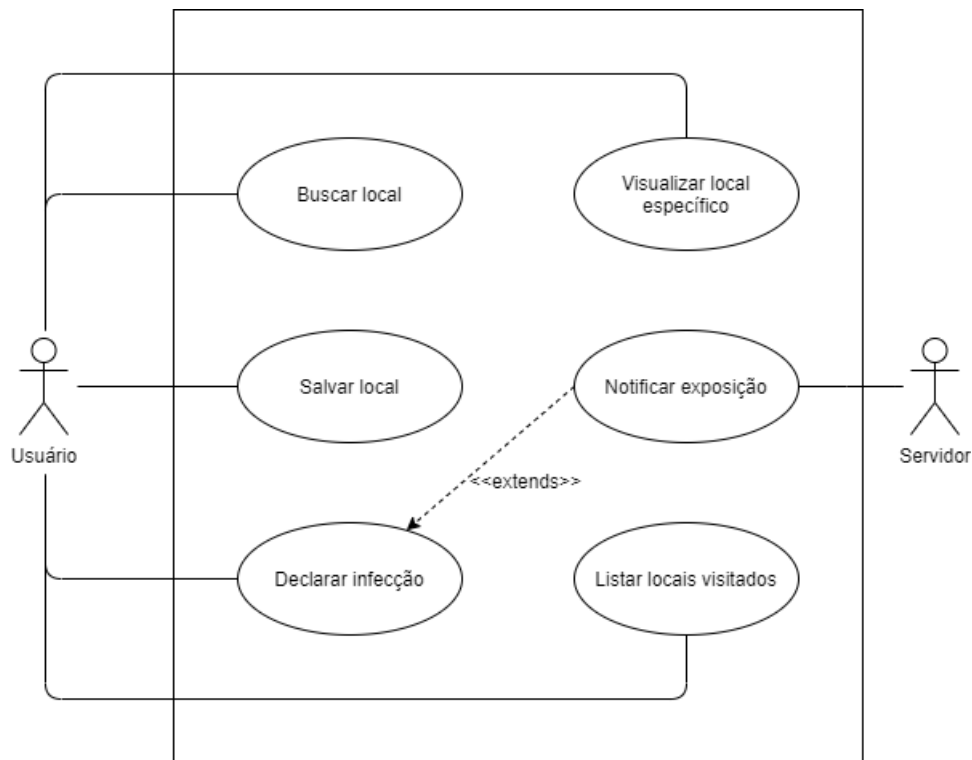 Buscar local
Visualizar local
específico
Salvar local
Notificar exposição
Usuário
Servidor
<<extends>>
Declarar infecção
Listar locais visitados